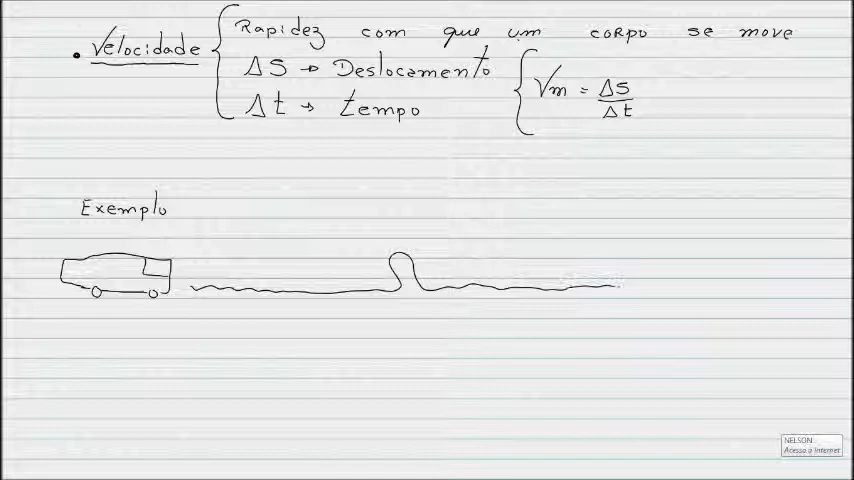 Rapidez com que um corpo se move
• Velocidade
ΔS → Deslocamento
Vm = ΔS / Δt
Δt → tempo
Exemplo
NELSON
Acesso à Internet